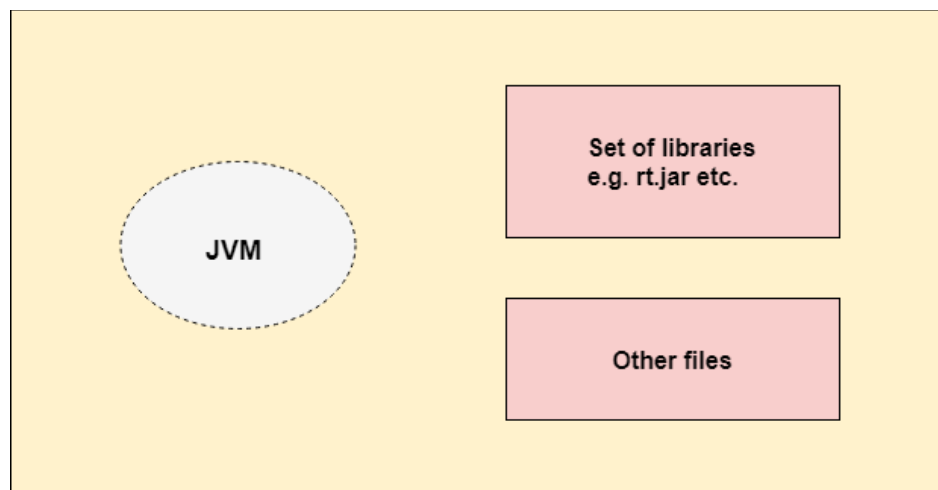 JVM
Set of libraries
e.g. rt.jar etc.
Other files